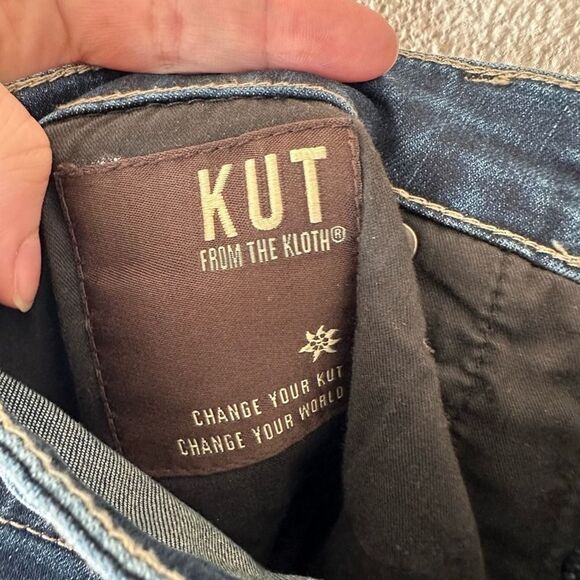 KUT
FROM THE KLOTH®
CHANGE YOUR KUT
CHANGE YOUR WORLD